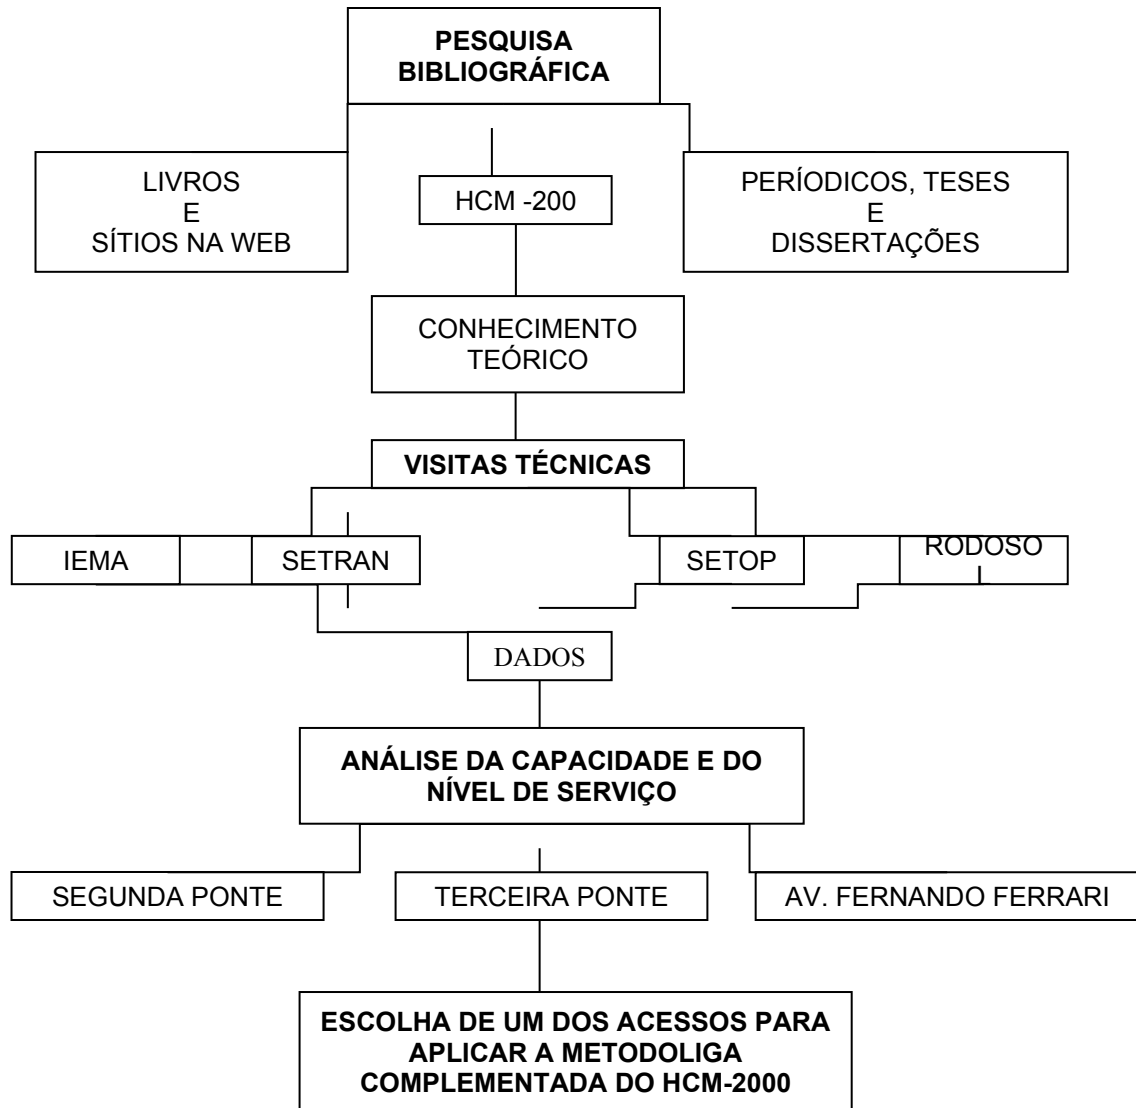 PESQUISA
BIBLIOGRÁFICA
LIVROS
E
SÍTIOS NA WEB
HCM -200
PERÍODICOS, TESES
E
DISSERTAÇÕES
CONHECIMENTO
TEÓRICO
VISITAS TÉCNICAS
IEMA
SETRAN
SETOP
RODOSO
L
DADOS
ANÁLISE DA CAPACIDADE E DO
NÍVEL DE SERVIÇO
SEGUNDA PONTE
TERCEIRA PONTE
AV. FERNANDO FERRARI
ESCOLHA DE UM DOS ACESSOS PARA
APLICAR A METODOLIGA
COMPLEMENTADA DO HCM-2000